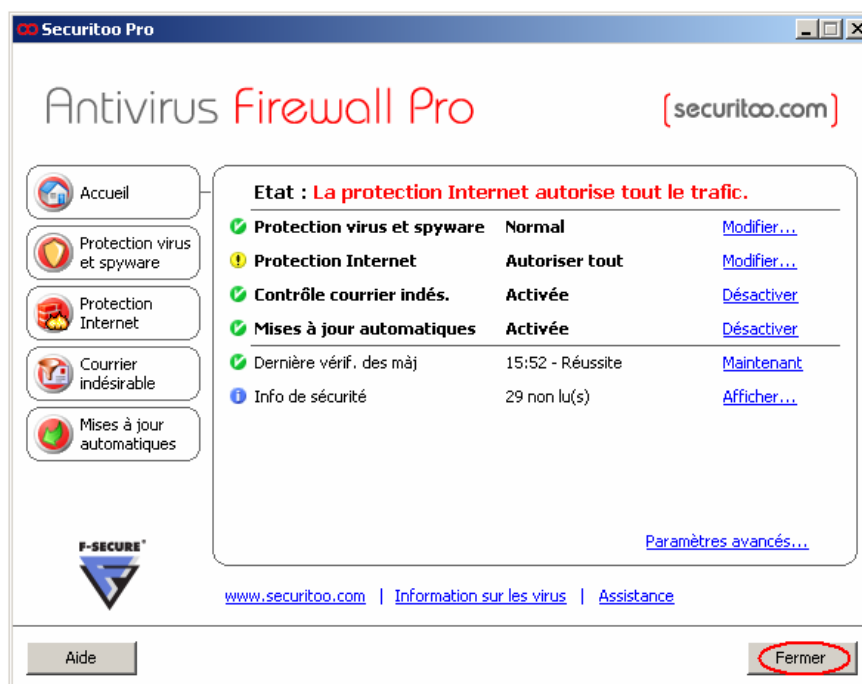 Securitoo Pro
Antivirus Firewall Pro
[securitoo.com]
Accueil
Protection virus
et spyware
Protection
Internet
Courrier
indésirable
Mises à jour
automatiques
Etat : La protection Internet autorise tout le trafic.
Protection virus et spyware Normal Modifier...
Protection Internet Autoriser tout Modifier...
Contrôle courrier indés. Activée Désactiver
Mises à jour automatiques Activée Désactiver
Dernière vérif. des màj 15:52 - Réussite Maintenant
Info de sécurité 29 non lu(s) Afficher...
Paramètres avancés...
F-SECURE®
www.securitoo.com | Information sur les virus | Assistance
Aide
Fermer